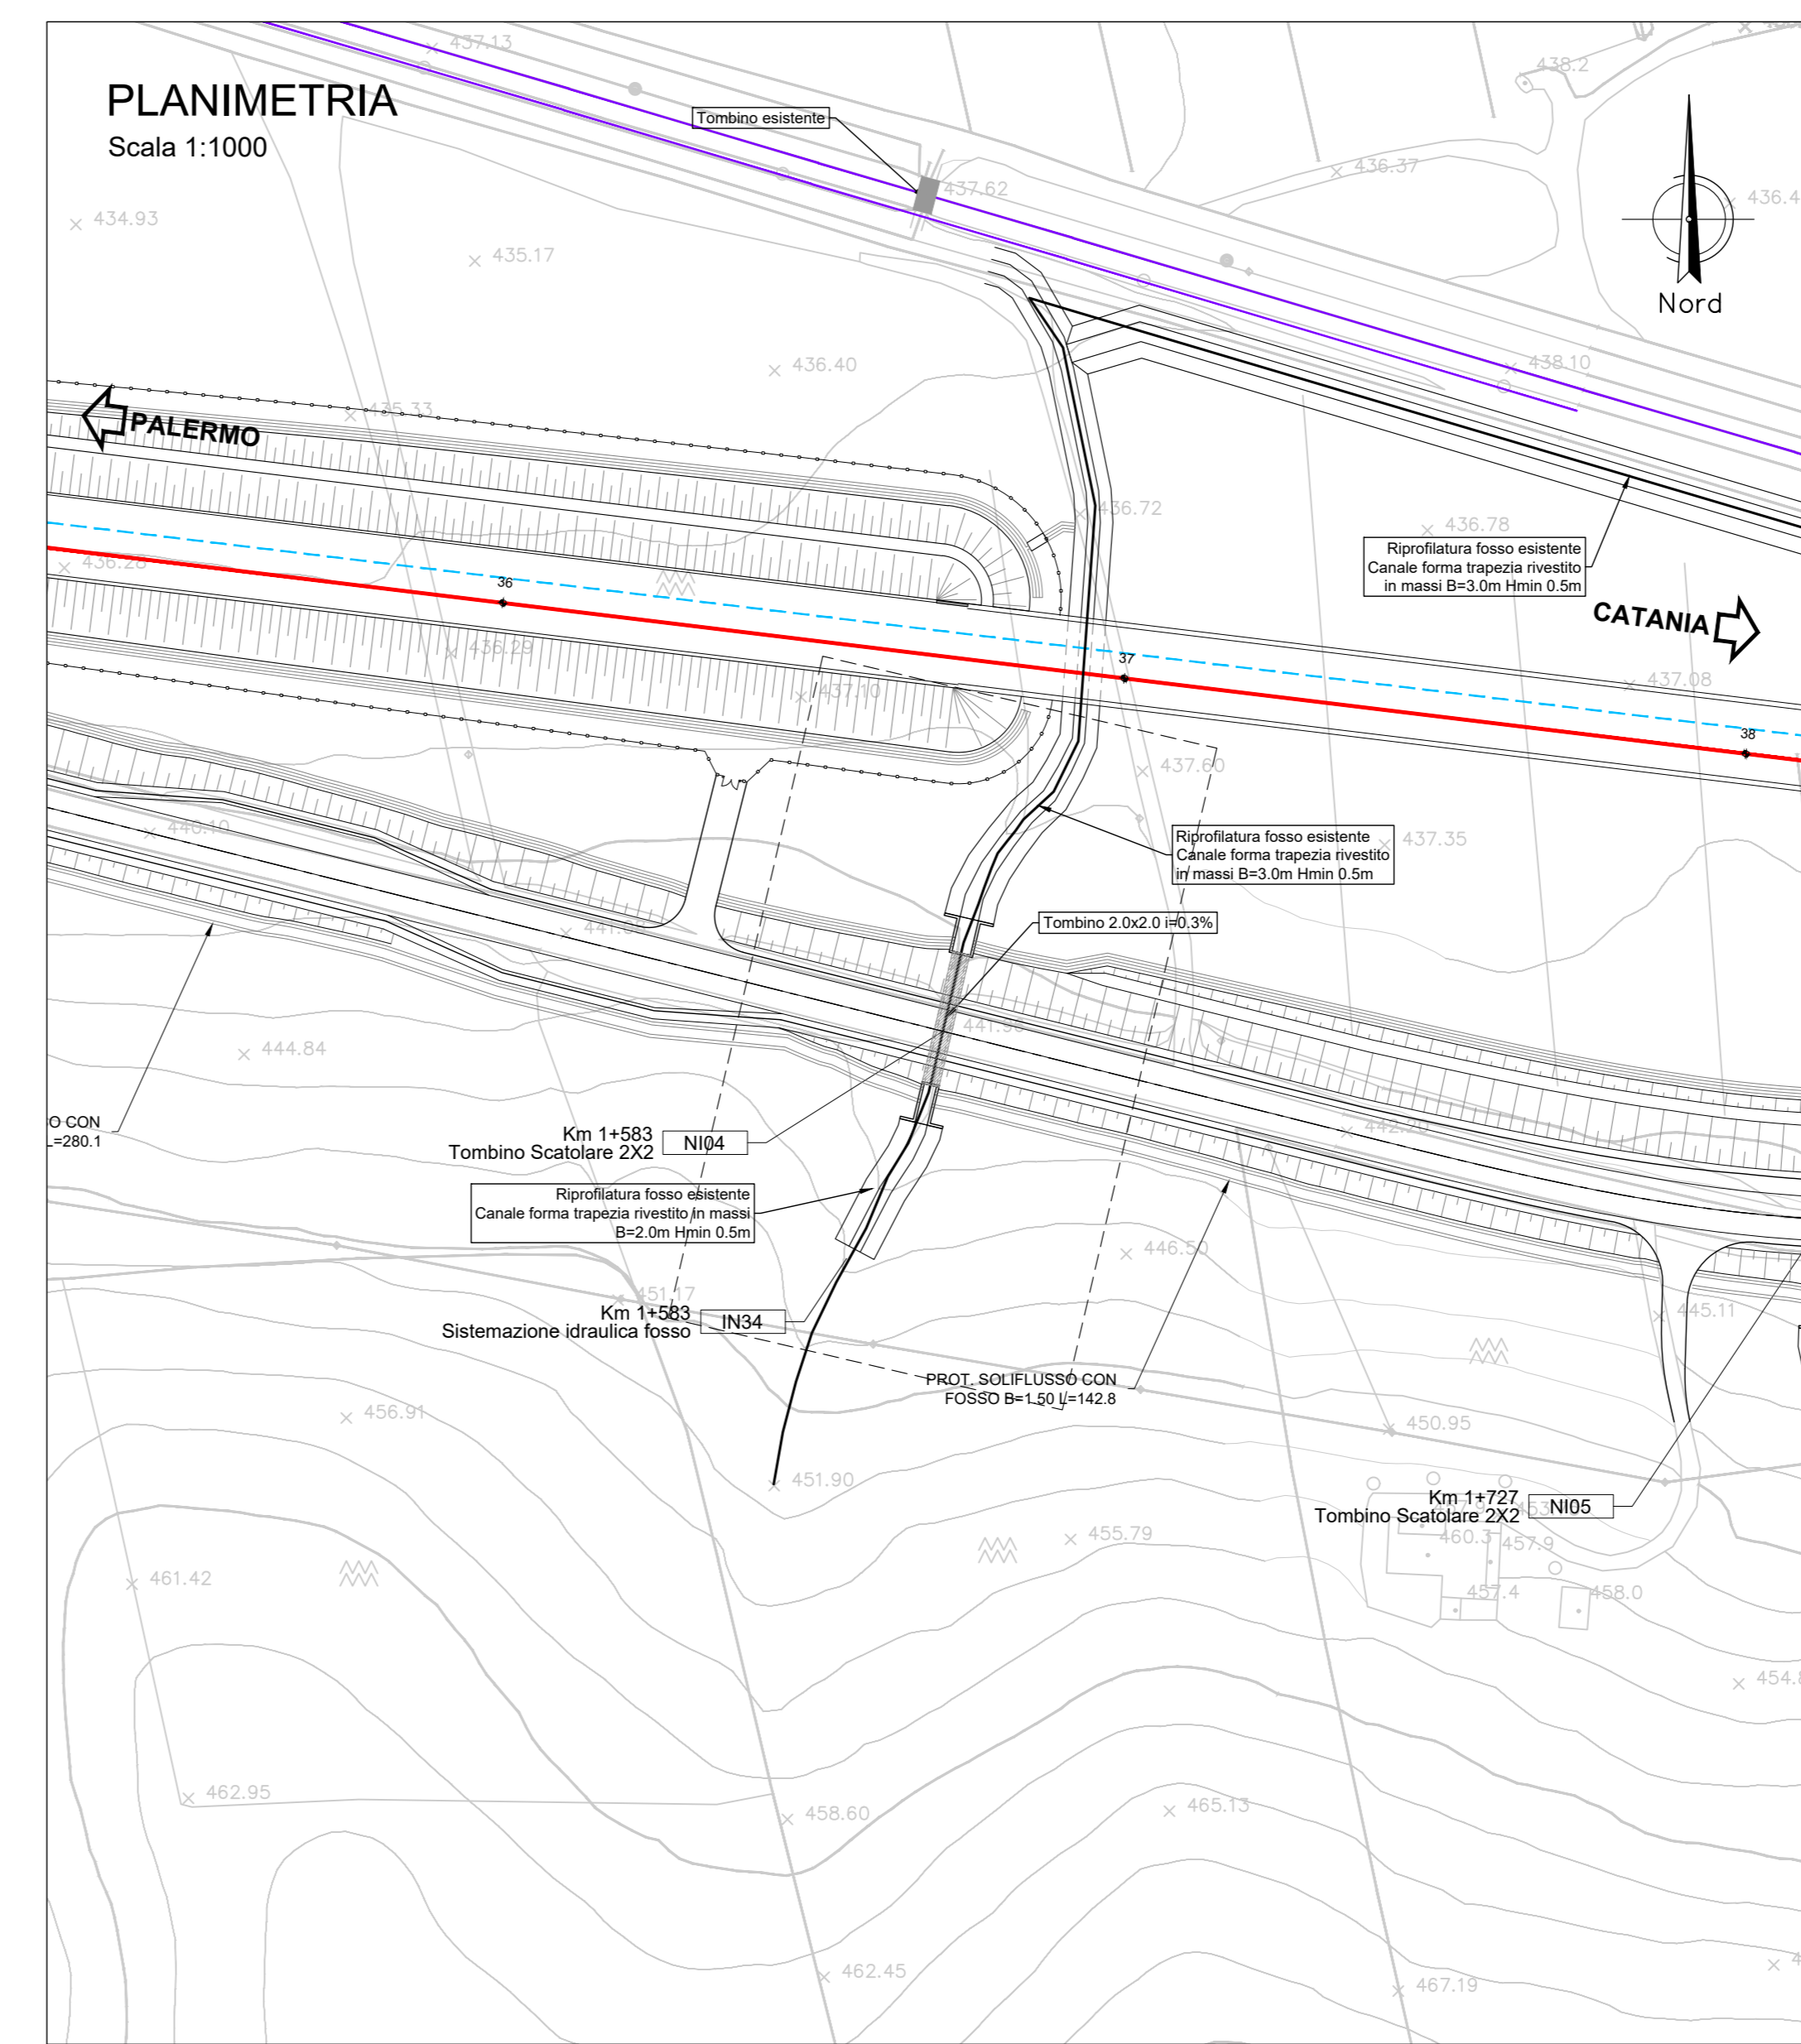 PLANIMETRIA
Scala 1:1000
437.13
Tombino esistente
438.2
436.37
437.62
434.93
435.17
Nord
436.40
438.10
435.33
PALERMO
436.72
436.78
Riprofilatura fosso esistente
Canale forma trapezia rivestito
in massi B=3.0m Hmin 0.5m
436.28
36
CATANIA
436.29
37
437.10
437.08
38
437.60
440.10
Riprofilatura fosso esistente
Canale forma trapezia rivestito
in massi B=3.0m Hmin 0.5m
437.35
Tombino 2.0x2.0 i=0.3%
444.84
442.20
O CON
L=280.1
Km 1+583
Tombino Scatolare 2X2
NI04
Riprofilatura fosso esistente
Canale forma trapezia rivestito in massi
B=2.0m Hmin 0.5m
446.50
451.17
Km 1+583
Sistemazione idraulica fosso
IN34
445.11
PROT. SOLIFLUSSO CON
FOSSO B=1.50 L=142.8
456.91
450.95
451.90
Km 1+727
Tombino Scatolare 2X2
NI05
455.79
460.3
457.9
461.42
457.4
458.0
462.95
458.60
465.13
462.45
467.19